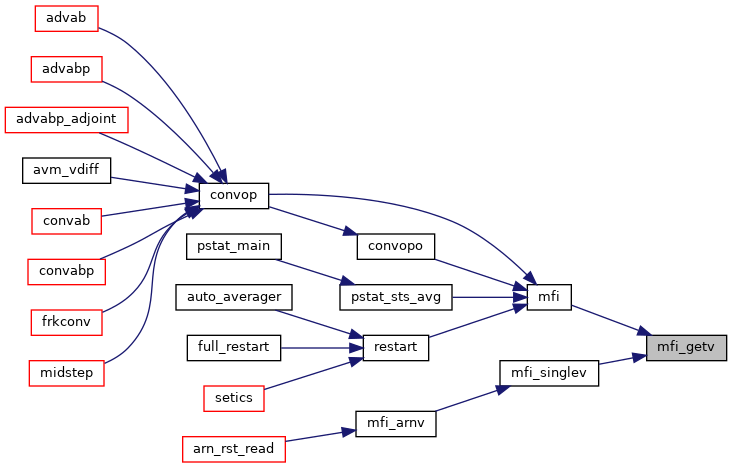 advab
advabp
advabp_adjoint
avm_vdiff
convab
convabp
frkconv
midstep
convop
convopo
pstat_main
pstat_sts_avg
auto_averager
full_restart
setics
restart
mfi
mfi_getv
mfi_singlev
mfi_arnv
arn_rst_read